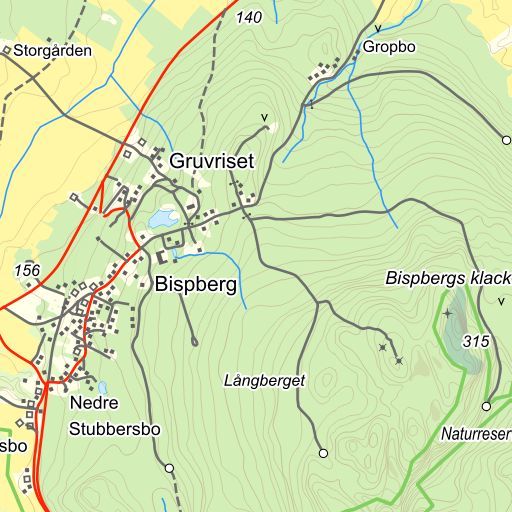 140
Gropbo
Storgården
Gruvriset
156
Bispbergs klack
Bispberg
315
Långberget
Nedre
Stubbersbo
Naturreser
sbo